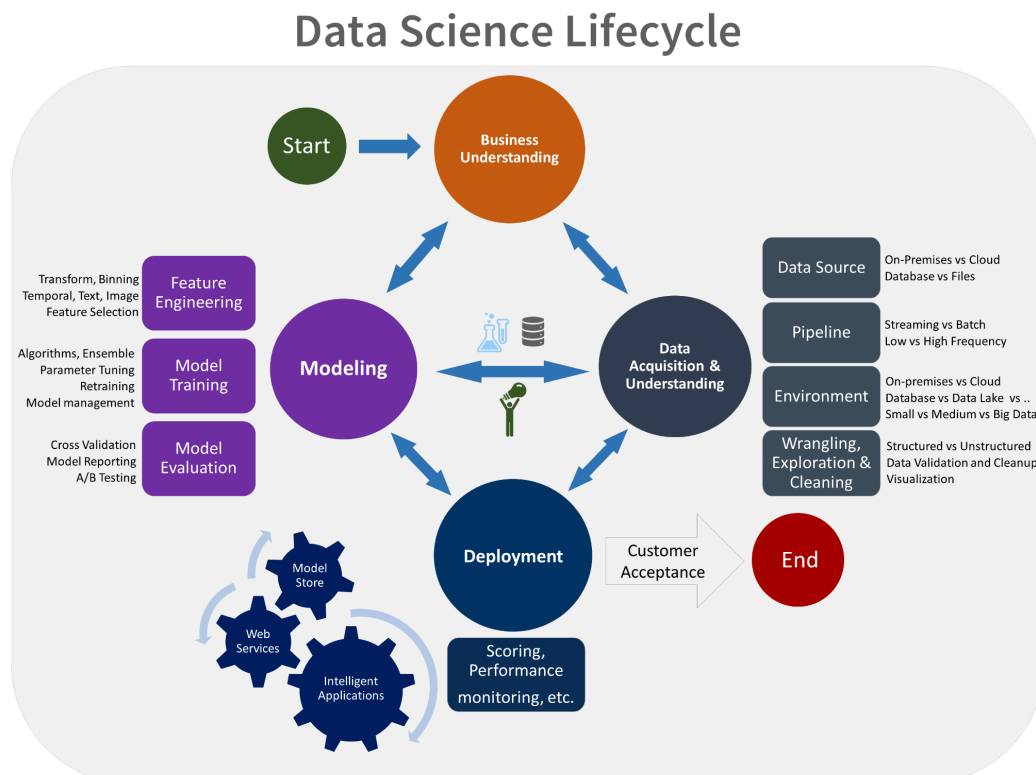 Data Science Lifecycle
Start
Business
Understanding
Transform, Binning
Temporal, Text, Image
Feature Selection
Feature
Engineering
Algorithms, Ensemble
Parameter Tuning
Retraining
Model management
Model
Training
Cross Validation
Model Reporting
A/B Testing
Model
Evaluation
Modeling
Data
Acquisition &
Understanding
Data Source
On-Premises vs Cloud
Database vs Files
Pipeline
Streaming vs Batch
Low vs High Frequency
Environment
On-premises vs Cloud
Database vs Data Lake vs ..
Small vs Medium vs Big Data
Wrangling,
Exploration &
Cleaning
Structured vs Unstructured
Data Validation and Cleanup
Visualization
Deployment
Customer
Acceptance
End
Scoring,
Performance
monitoring, etc.
Model
Store
Web
Services
Intelligent
Applications